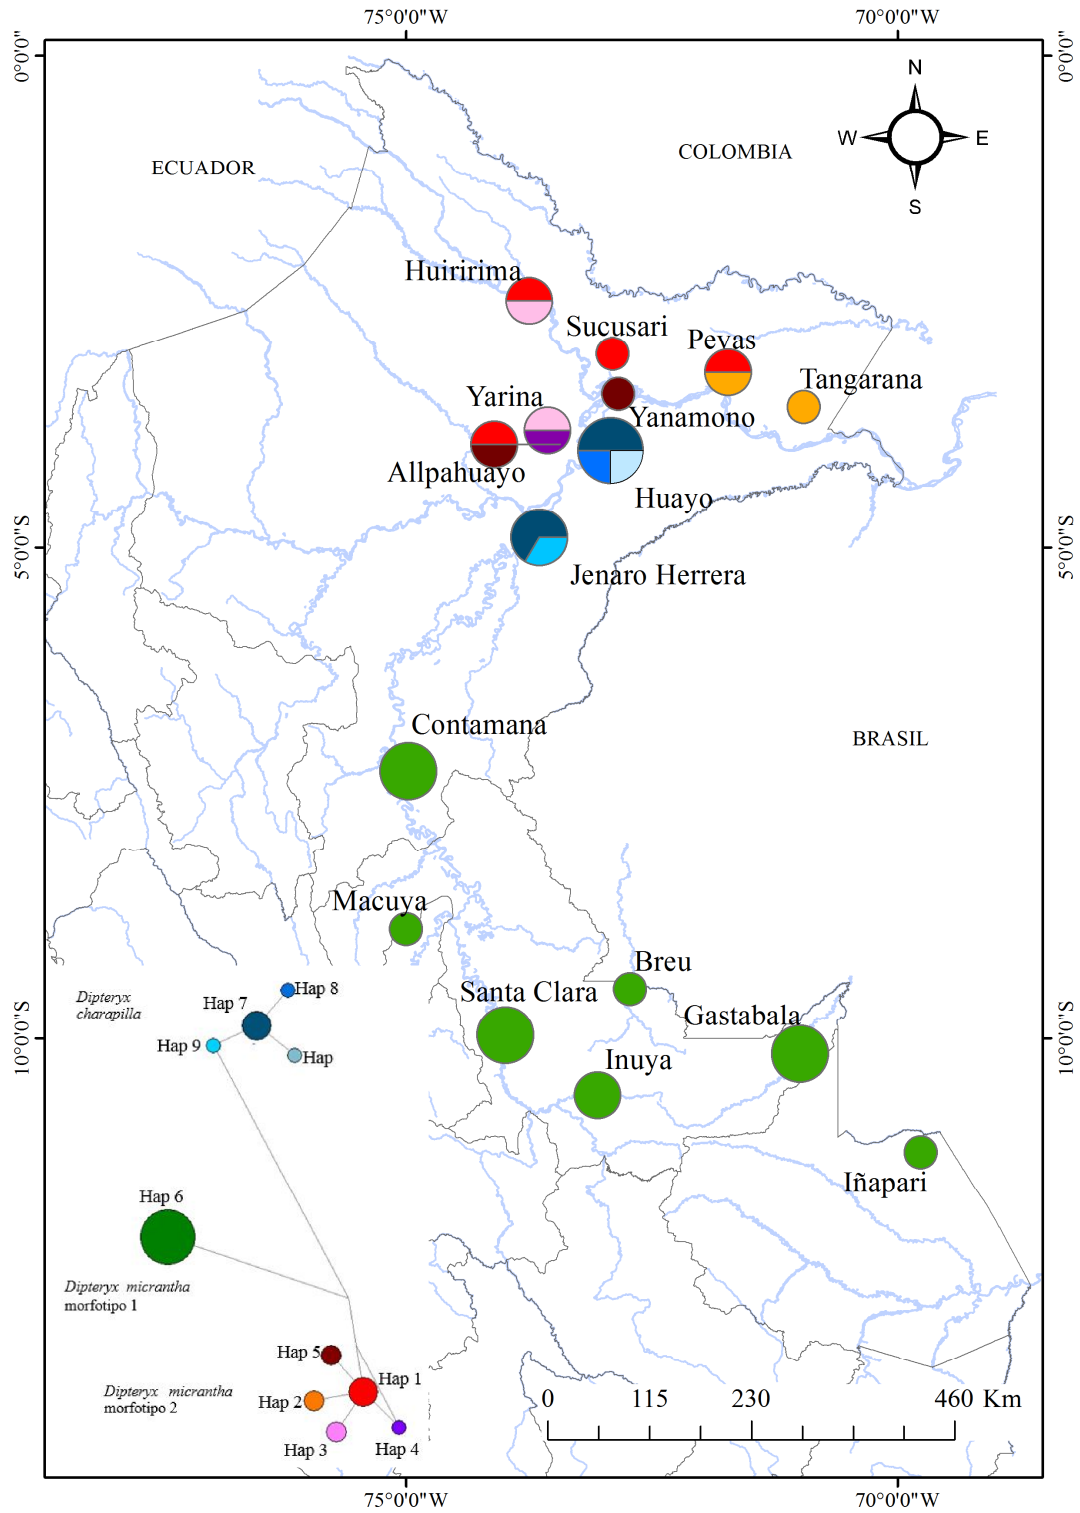 75°0'0"W
70°0'0"W
0°0'0"
0°0'0"
N
W
E
S
COLOMBIA
ECUADOR
Huiririma
Sucusari
Pevas
Tangarana
Yarina
Yanamono
Allpahuayo
Huayo
5°0'0"S
5°0'0"S
Jenaro Herrera
Contamana
BRASIL
Macuya
Breu
Santa Clara
Gastabala
Inuya
Iñapari
10°0'0"S
10°0'0"S
Dipteryx
charapilla
Hap 8
Hap 7
Hap 9
Hap
Hap 6
Dipteryx micrantha
morfotipo 1
Hap 5
Hap 1
Dipteryx micrantha
morfotipo 2
Hap 2
Hap 3
Hap 4
0 115 230 460 Km
75°0'0"W
70°0'0"W